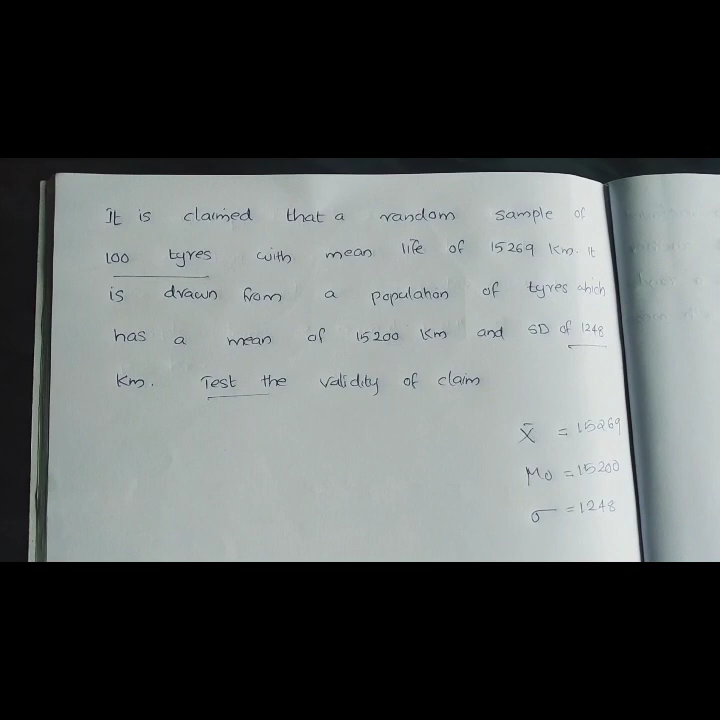 It is claimed that a random sample of
100 tyres with mean life of 15269 km. It
is drawn from a population of tyres which
has a mean of 15200 Km and SD of 1248
Km. Test the validity of claim
x̄ = 15269
μ0 = 15200
σ = 1248